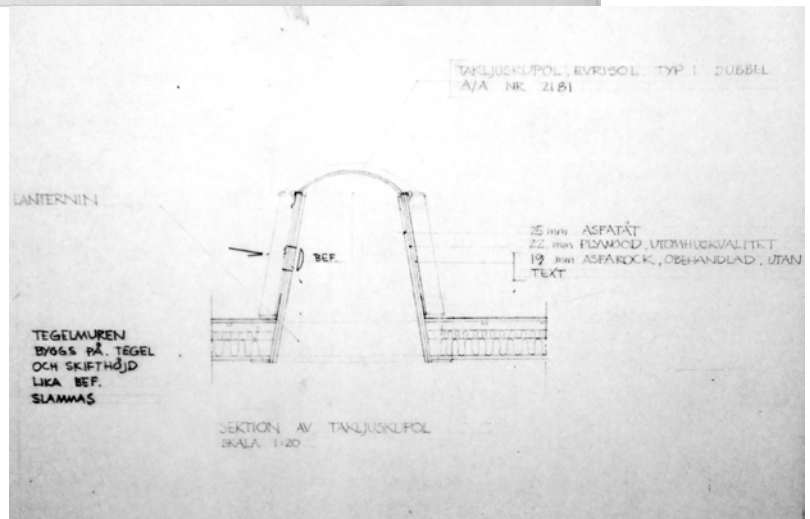 TAKLJUSKUPOL, EVRISOL TYP 1 DUBBEL
A/A NR 2181
LANTERNIN
25 mm ASFATÄT
22 mm PLYWOOD, UTOMHUSKVALITET
19 mm ASFAROCK, OBEHANDLAD, UTAN
TEXT
BEF.
TEGELMUREN
BYGGS PÅ. TEGEL
OCH SKIFTHÖJD
LIKA BEF.
SLAMMAS
SEKTION AV TAKLJUSKUPOL
SKALA 1:20